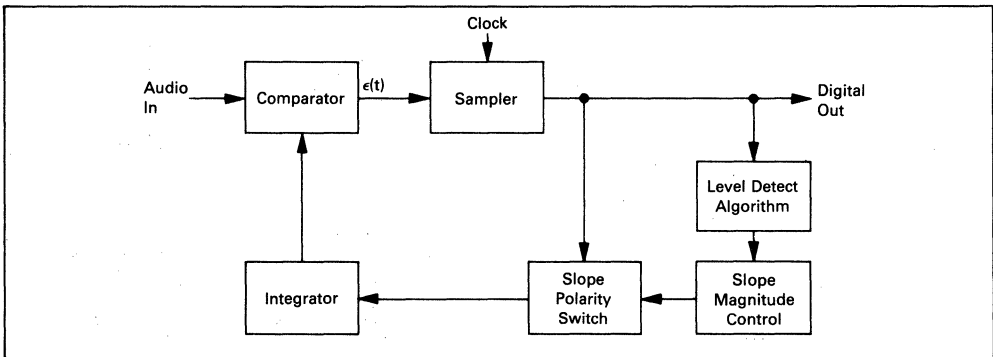 Clock
Audio
In
Comparator
ϵ(t)
Sampler
Digital
Out
Level Detect
Algorithm
Integrator
Slope
Polarity
Switch
Slope
Magnitude
Control